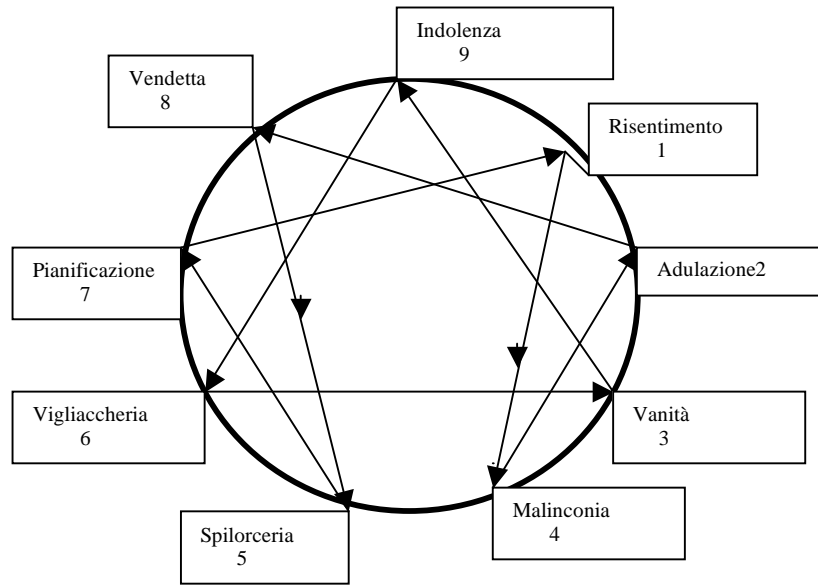 Indolenza
9
Vendetta
8
Risentimento
1
Pianificazione
7
Adulazione2
Vigliaccheria
6
Vanità
3
Spilorceria
5
Malinconia
4